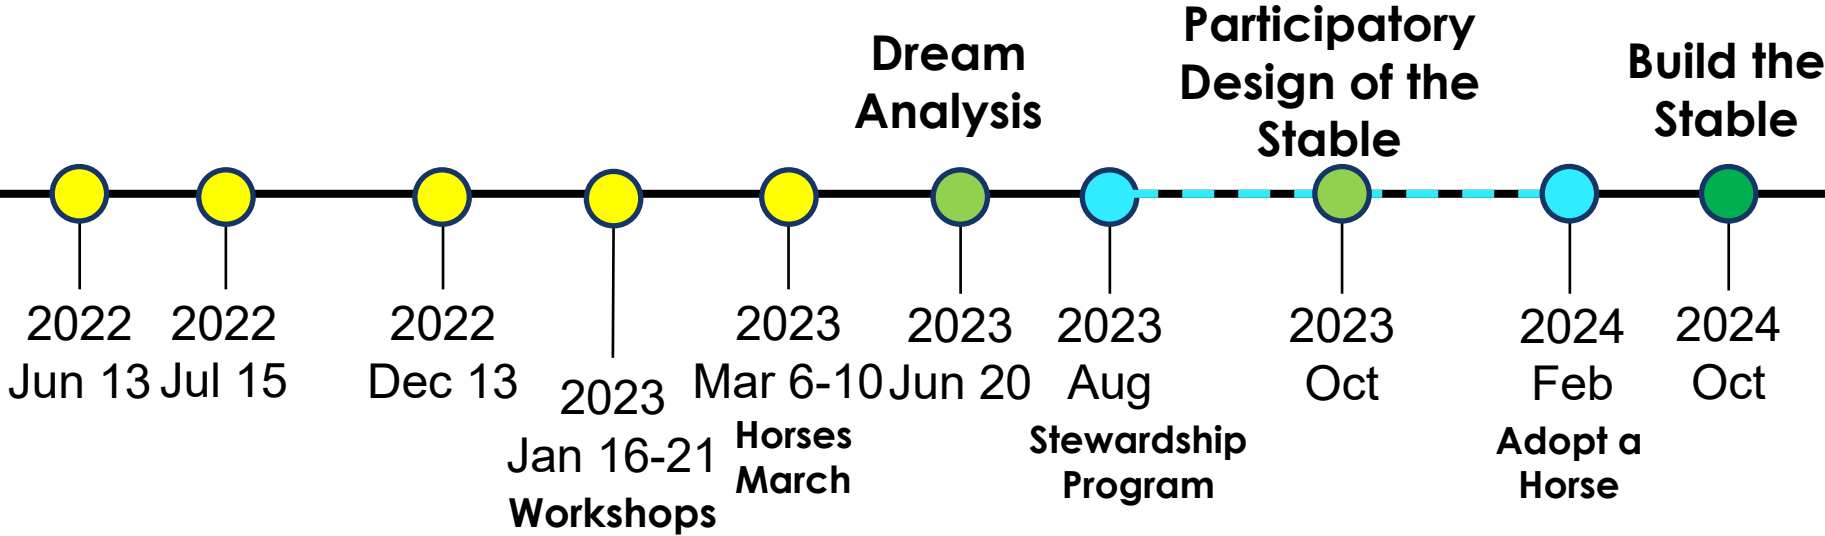 Dream
Analysis
Participatory
Design of the
Stable
Build the
Stable
2022
Jun 13
2022
Jul 15
2022
Dec 13
2023
Jan 16-21
Workshops
2023
Mar 6-10
Horses
March
2023
Jun 20
2023
Aug
Stewardship
Program
2023
Oct
2024
Feb
Adopt a
Horse
2024
Oct